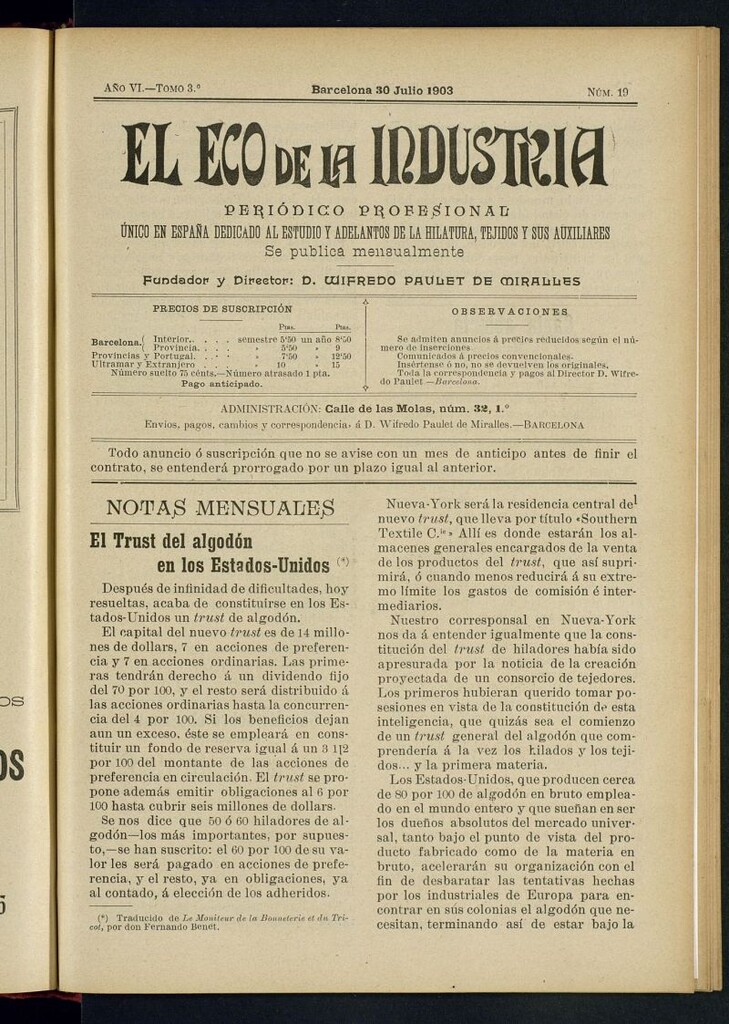 AÑO VI.—TOMO 3.º
Barcelona 30 Julio 1903
NÚM. 19
EL ECO DE LA INDUSTRIA
PERIÓDICO PROFESIONAL
ÚNICO EN ESPAÑA DEDICADO AL ESTUDIO Y ADELANTOS DE LA HILATURA, TEJIDOS Y SUS AUXILIARES
Se publica mensualmente
Fundador y Director: D. WIFREDO PAULET DE MIRALLES
PRECIOS DE SUSCRIPCIÓN
Ptas. Ptas.
Barcelona. { Interior. . . . semestre 5'50 un año 8'50
Provincia. . . . » 5'50 » 9
Provincias y Portugal. . . . » 7'50 » 12'50
Ultramar y Extranjero . . . » 10 » 15
Número suelto 75 cénts.—Número atrasado 1 pta.
Pago anticipado.
OBSERVACIONES
Se admiten anuncios á precios reducidos según el nú-
mero de inserciones
Comunicados á precios convencionales.
Insértense ó no, no se devuelven los originales.
Toda la correspondencia y pagos al Director D. Wifre-
do Paulet —Barcelona.
ADMINISTRACIÓN: Calle de las Molas, núm. 32, 1.º
Envios, pagos, cambios y correspondencia, á D. Wifredo Paulet de Miralles.—BARCELONA
Todo anuncio ó suscripción que no se avise con un mes de anticipo antes de finir el
contrato, se entenderá prorrogado por un plazo igual al anterior.
NOTAS MENSUALES
El Trust del algodón
en los Estados-Unidos (*)
Después de infinidad de dificultades, hoy
resueltas, acaba de constituirse en los Es-
tados-Unidos un trust de algodón.
El capital del nuevo trust es de 14 millo-
nes de dollars, 7 en acciones de preferen-
cia y 7 en acciones ordinarias. Las prime-
ras tendrán derecho á un dividendo fijo
del 70 por 100, y el resto será distribuido á
las acciones ordinarias hasta la concurren-
cia del 4 por 100. Si los beneficios dejan
aun un exceso, éste se empleará en cons-
tituir un fondo de reserva igual á un 3 1|2
por 100 del montante de las acciones de
preferencia en circulación. El trust se pro-
pone además emitir obligaciones al 6 por
100 hasta cubrir seis millones de dollars.
Se nos dice que 50 ó 60 hiladores de al-
godón—los más importantes, por supues-
to,—se han suscrito: el 60 por 100 de su va-
lor les será pagado en acciones de prefe-
rencia, y el resto, ya en obligaciones, ya
al contado, á elección de los adheridos.
(*) Traducido de Le Moniteur de la Bonneterie et du Tri-
cot, por don Fernando Benet.
Nueva-York será la residencia central del
nuevo trust, que lleva por título «Southern
Textile C.ie» Allí es donde estarán los al-
macenes generales encargados de la venta
de los productos del trust, que así supri-
mirá, ó cuando menos reducirá á su extre-
mo límite los gastos de comisión é inter-
mediarios.
Nuestro corresponsal en Nueva-York
nos da á entender igualmente que la cons-
titución del trust de hiladores había sido
apresurada por la noticia de la creación
proyectada de un consorcio de tejedores.
Los primeros hubieran querido tomar po-
sesiones en vista de la constitución de esta
inteligencia, que quizás sea el comienzo
de un trust general del algodón que com-
prendería á la vez los hilados y los teji-
dos... y la primera materia.
Los Estados-Unidos, que producen cerca
de 80 por 100 de algodón en bruto emplea-
do en el mundo entero y que sueñan en ser
los dueños absolutos del mercado univer-
sal, tanto bajo el punto de vista del pro-
ducto fabricado como de la materia en
bruto, acelerarán su organización con el
fin de desbaratar las tentativas hechas
por los industriales de Europa para en-
contrar en sús colonias el algodón que ne-
cesitan, terminando así de estar bajo la